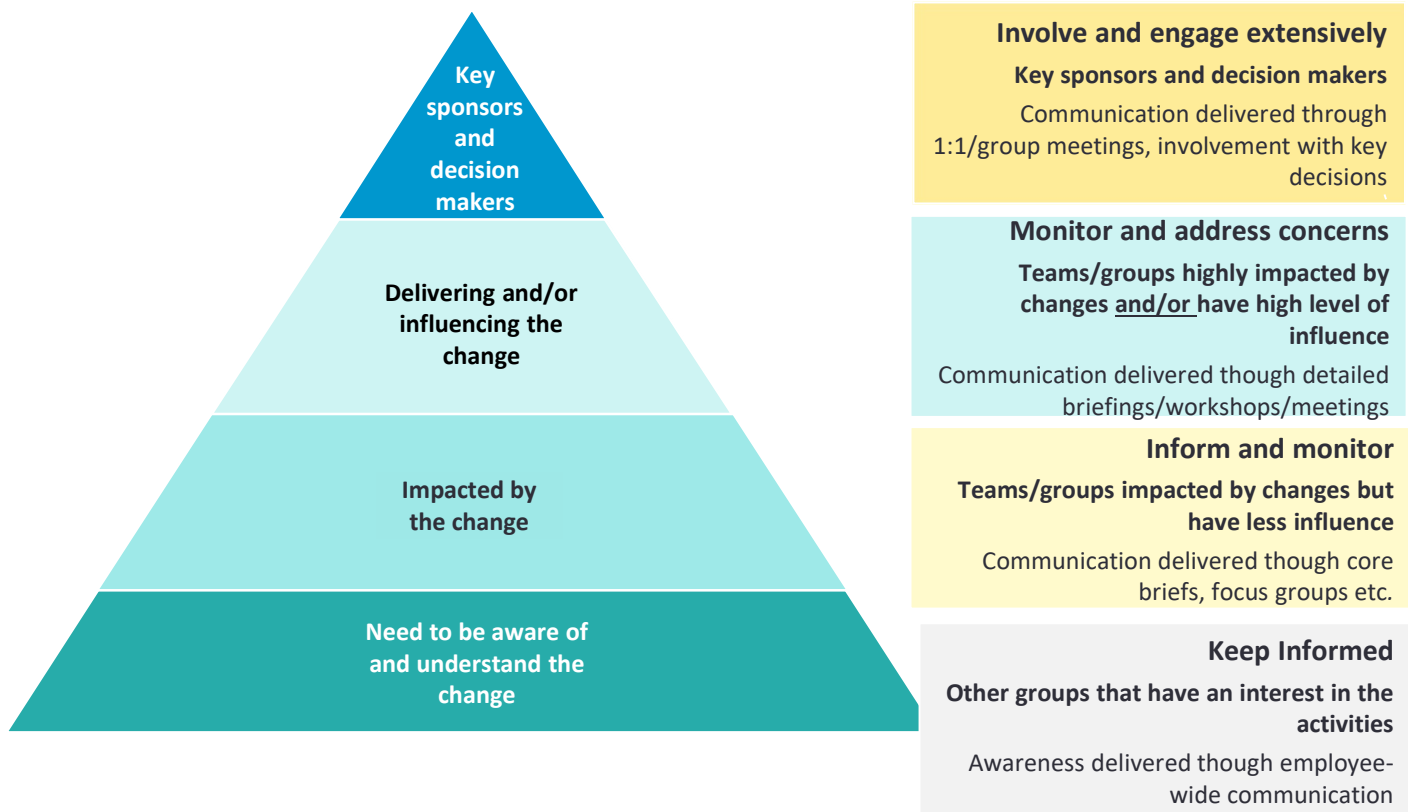 Key
sponsors
and
decision
makers
Delivering and/or
influencing the
change
Impacted by
the change
Need to be aware of
and understand the
change
Involve and engage extensively
Key sponsors and decision makers
Communication delivered through
1:1/group meetings, involvement with key
decisions
Monitor and address concerns
Teams/groups highly impacted by
changes and/or have high level of
influence
Communication delivered though detailed
briefings/workshops/meetings
Inform and monitor
Teams/groups impacted by changes but
have less influence
Communication delivered though core
briefs, focus groups etc.
Keep Informed
Other groups that have an interest in the
activities
Awareness delivered though employee-
wide communication